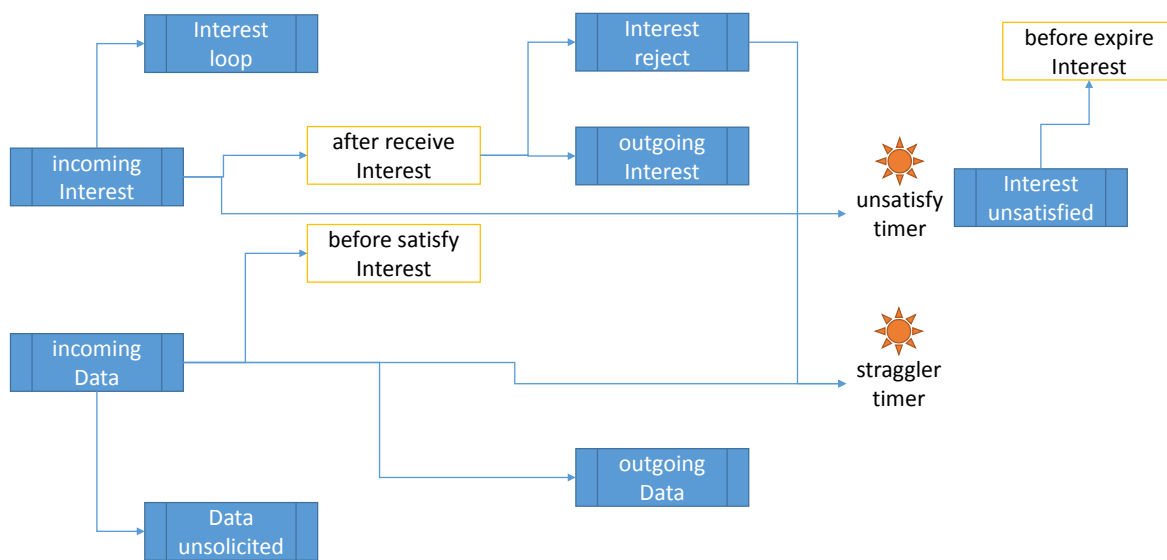 Interest
loop
Interest
reject
before expire
Interest
incoming
Interest
after receive
Interest
outgoing
Interest
unsatisfy
timer
Interest
unsatisfied
before satisfy
Interest
incoming
Data
straggler
timer
outgoing
Data
Data
unsolicited